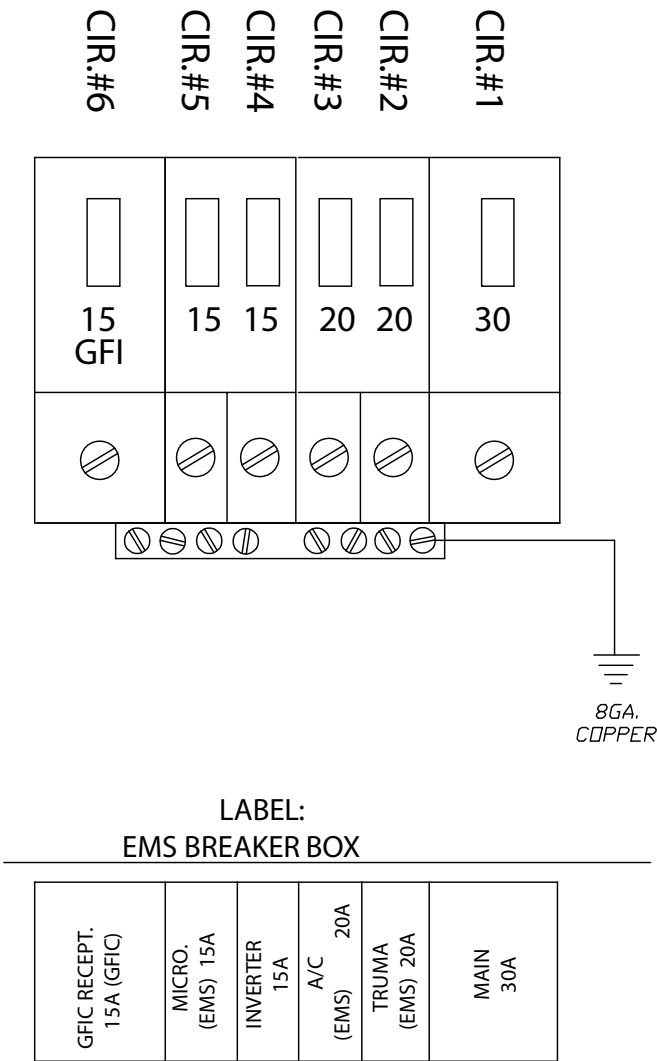 CIR.#6
CIR.#5
CIR.#4
CIR.#3
CIR.#2
CIR.#1
15
GFI
15
15
20
20
30
8GA.
COPPER
LABEL:
EMS BREAKER BOX
GFIC RECEPT.
15A (GFIC)
MICRO.
(EMS) 15A
INVERTER
15A
A/C 20A
(EMS)
TRUMA
(EMS) 20A
MAIN
30A